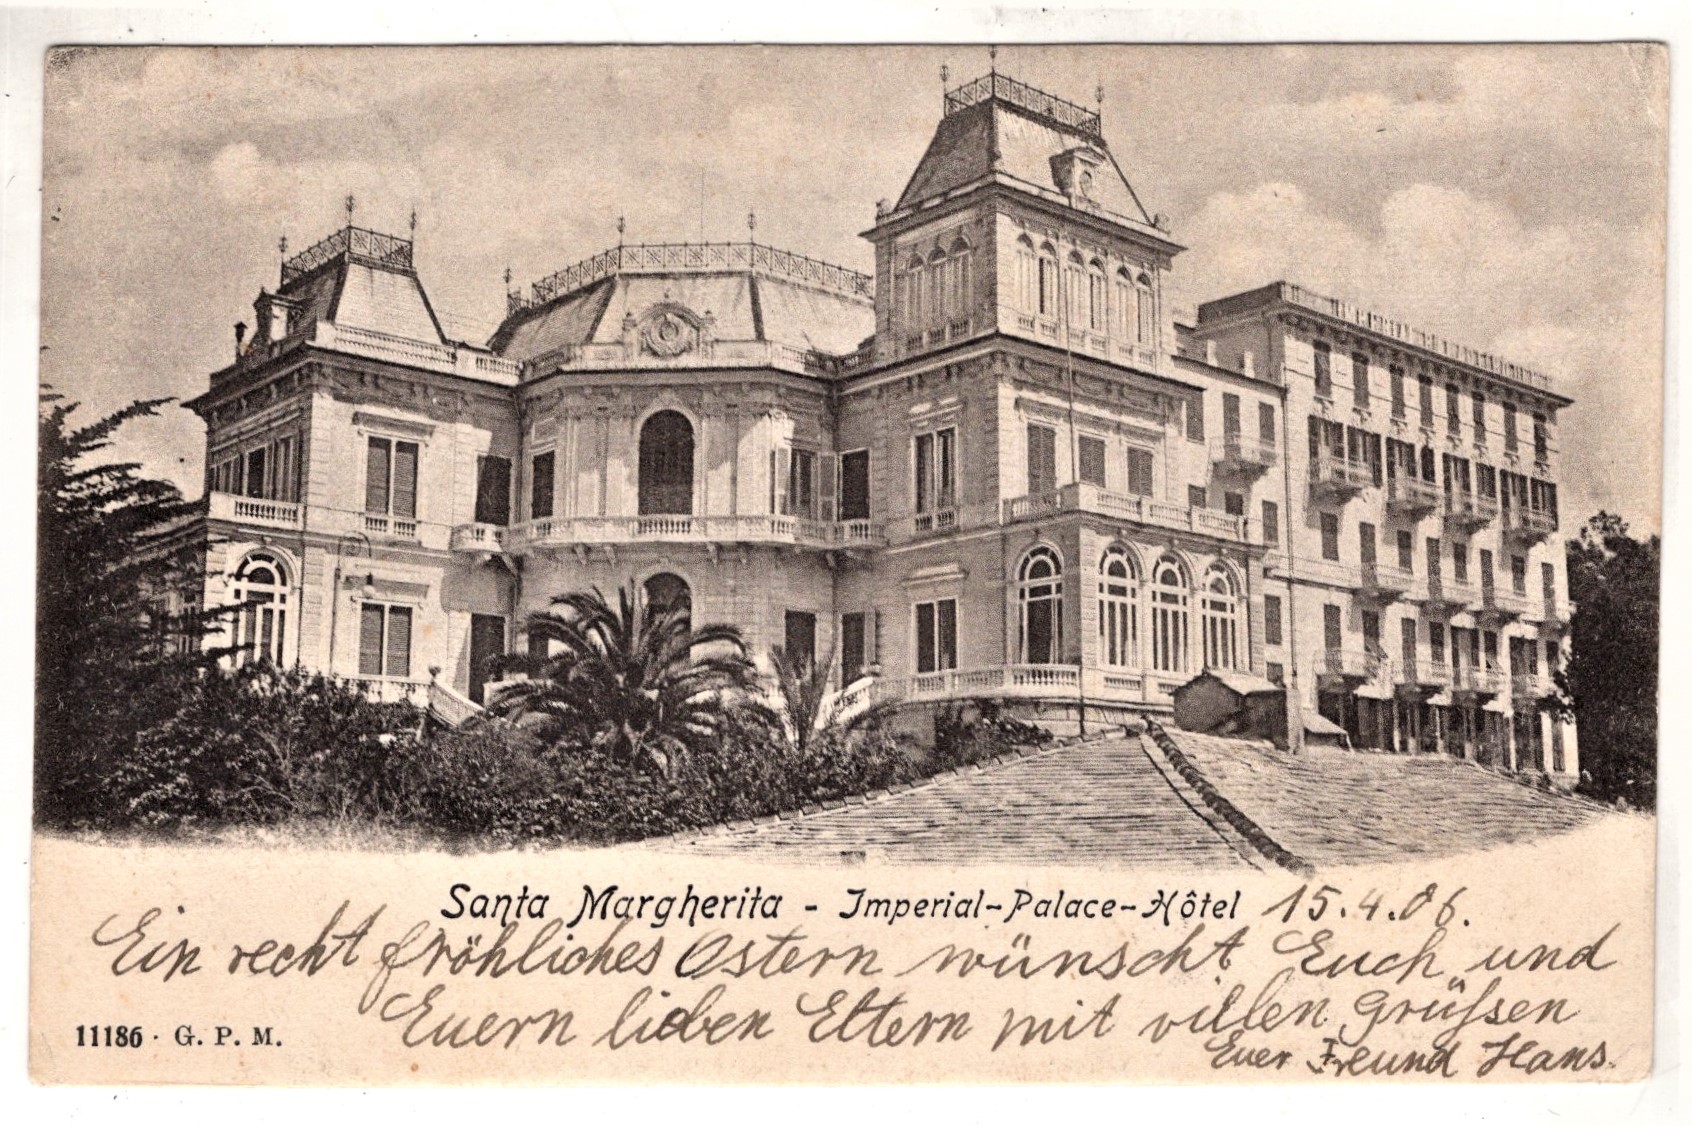 Santa Margherita - Imperial-Palace-Hôtel 15.4.06.
Ein recht fröhliches Ostern wünscht Euch und
Euern lieben Eltern mit vielen Grüßen
11186 · G. P. M.
Euer Freund Hans.